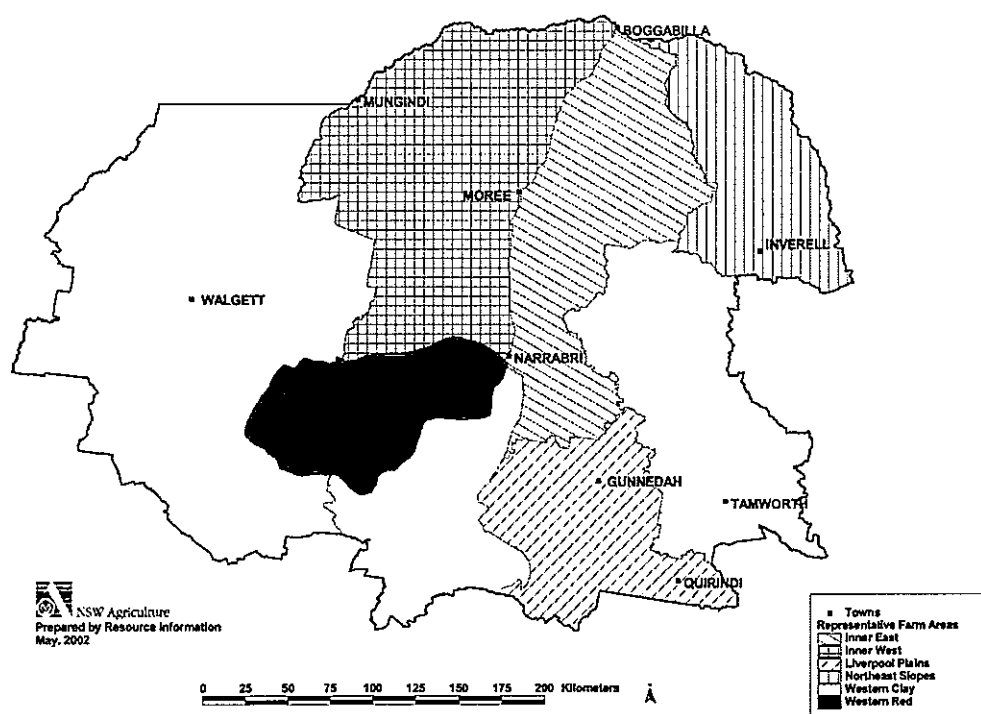 BOGGABILLA
MUNGINDI
MOREE
INVERELL
WALGETT
NARRABRI
GUNNEDAH
TAMWORTH
QUIRINDI
NSW Agriculture
Prepared by Resource Information
May, 2002
0 25 50 75 100 125 150 175 200 Kilometers
Towns
Representative Farm Areas
Inner East
Inner West
Liverpool Plains
Northeast Slopes
Western Clay
Western Red